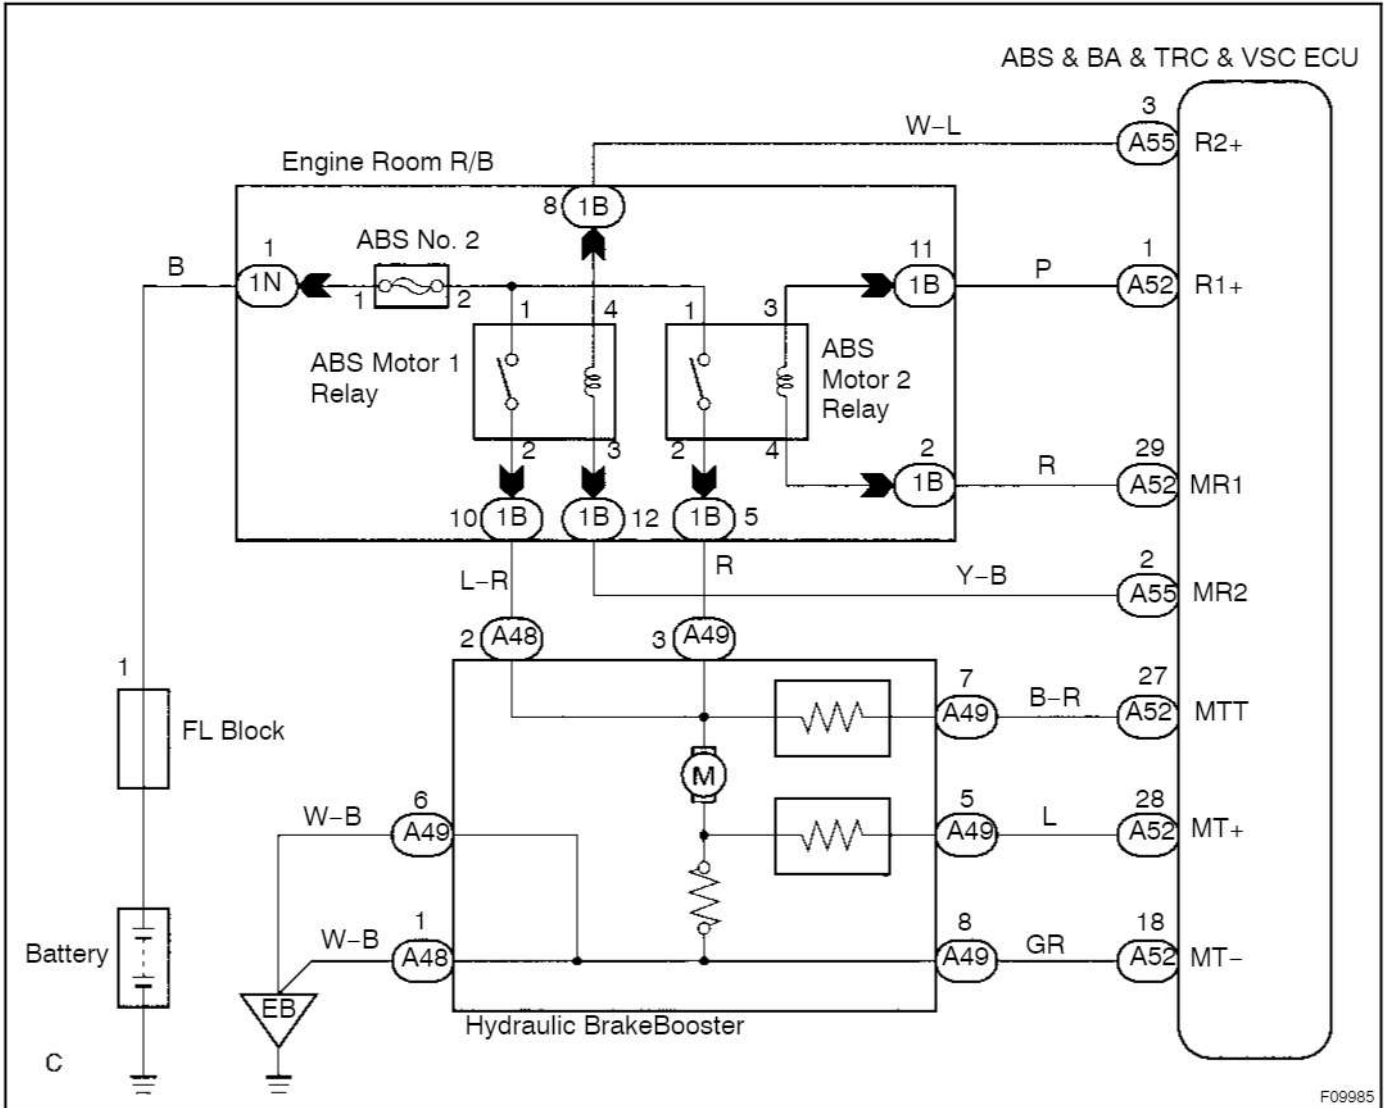 ABS & BA & TRC & VSC ECU
3
W-L
A55 R2+
Engine Room R/B
8 1B
ABS No. 2
1
B
1N
1 2
11
1B
P
1
A52 R1+
1 4 1 3
ABS Motor 1
Relay
ABS
Motor 2
Relay
2 3 2 4
2
1B
R
29
A52 MR1
10 1B
1B 12
1B 5
L-R
R
Y-B
2
A55 MR2
2 A48
3 A49
1
FL Block
7
A49
B-R
27
A52 MTT
M
6
W-B
A49
5
A49
L
28
A52 MT+
Battery
W-B
1
A48
8
A49
GR
18
A52 MT-
EB
Hydraulic BrakeBooster
C
F09985